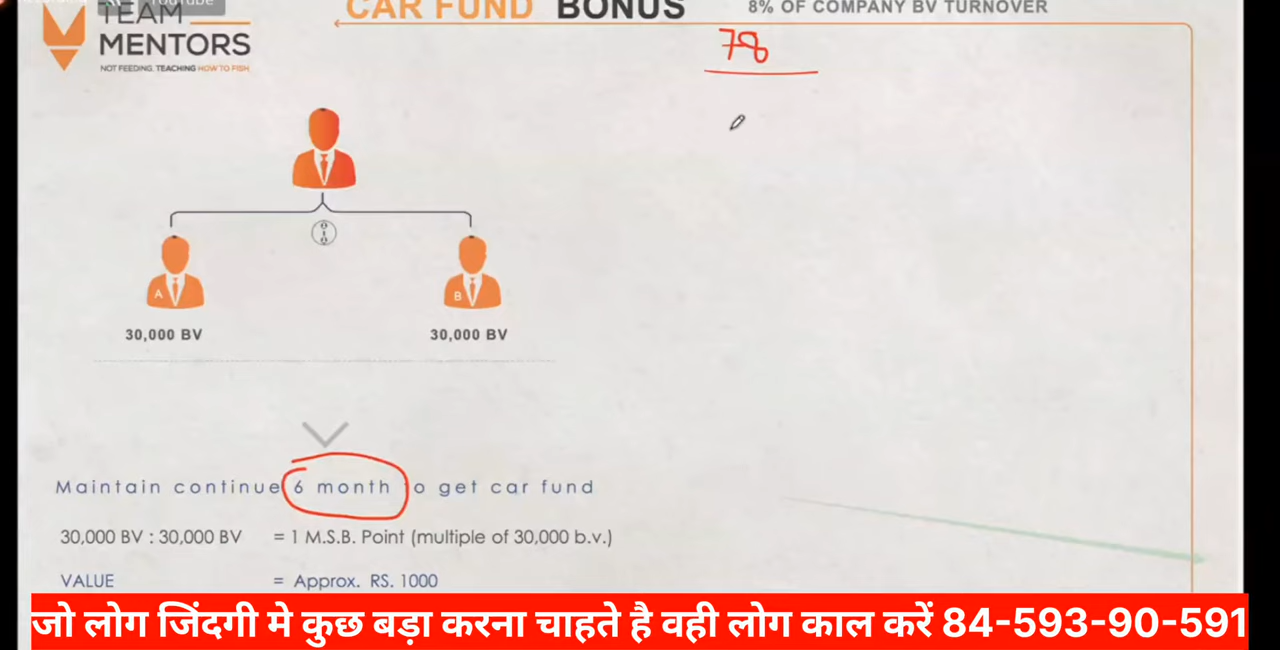 YouTube
CAR FUND BONUS
8% OF COMPANY BV TURNOVER
TEAM
MENTORS
NOT FEEDING, TEACHING HOW TO FISH
78
A
B
30,000 BV
30,000 BV
Maintain continue 6 month to get car fund
30,000 BV : 30,000 BV = 1 M.S.B. Point (multiple of 30,000 b.v.)
VALUE = Approx. RS. 1000
जो लोग जिंदगी मे कुछ बड़ा करना चाहते है वही लोग काल करें 84-593-90-591